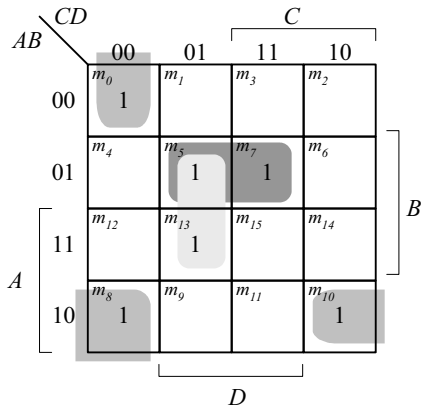 CD C
AB 00 01 11 10
00 m0 1 m1 m3 m2
01 m4 m5 1 m7 1 m6
B
11 m12 m13 1 m15 m14
A
10 m8 1 m9 m11 m10 1
D